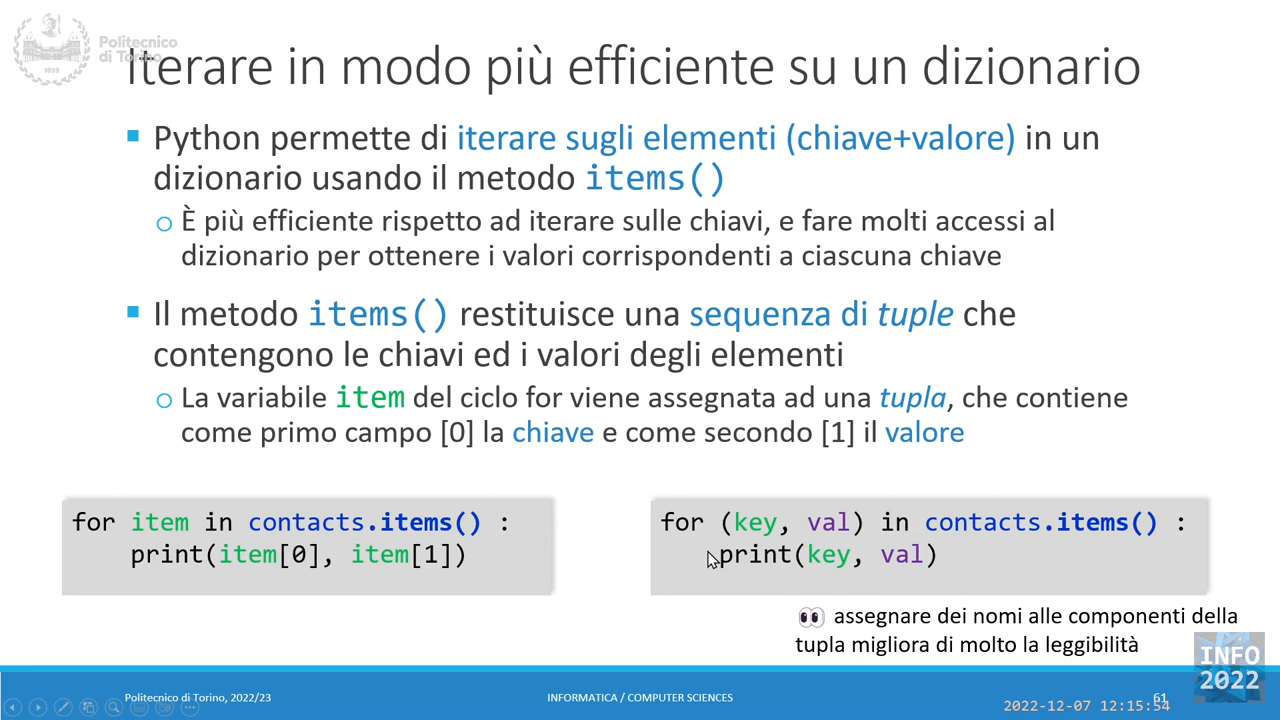 Politecnico
di Torino
Iterare in modo più efficiente su un dizionario
Python permette di iterare sugli elementi (chiave+valore) in un
dizionario usando il metodo items()
È più efficiente rispetto ad iterare sulle chiavi, e fare molti accessi al
dizionario per ottenere i valori corrispondenti a ciascuna chiave
Il metodo items() restituisce una sequenza di tuple che
contengono le chiavi ed i valori degli elementi
La variabile item del ciclo for viene assegnata ad una tupla, che contiene
come primo campo [0] la chiave e come secondo [1] il valore
for item in contacts.items() :
    print(item[0], item[1])
for (key, val) in contacts.items() :
    print(key, val)
👀 assegnare dei nomi alle componenti della
tupla migliora di molto la leggibilità
INFO
2022
Politecnico di Torino, 2022/23
INFORMATICA / COMPUTER SCIENCES
61
2022-12-07 12:15:54